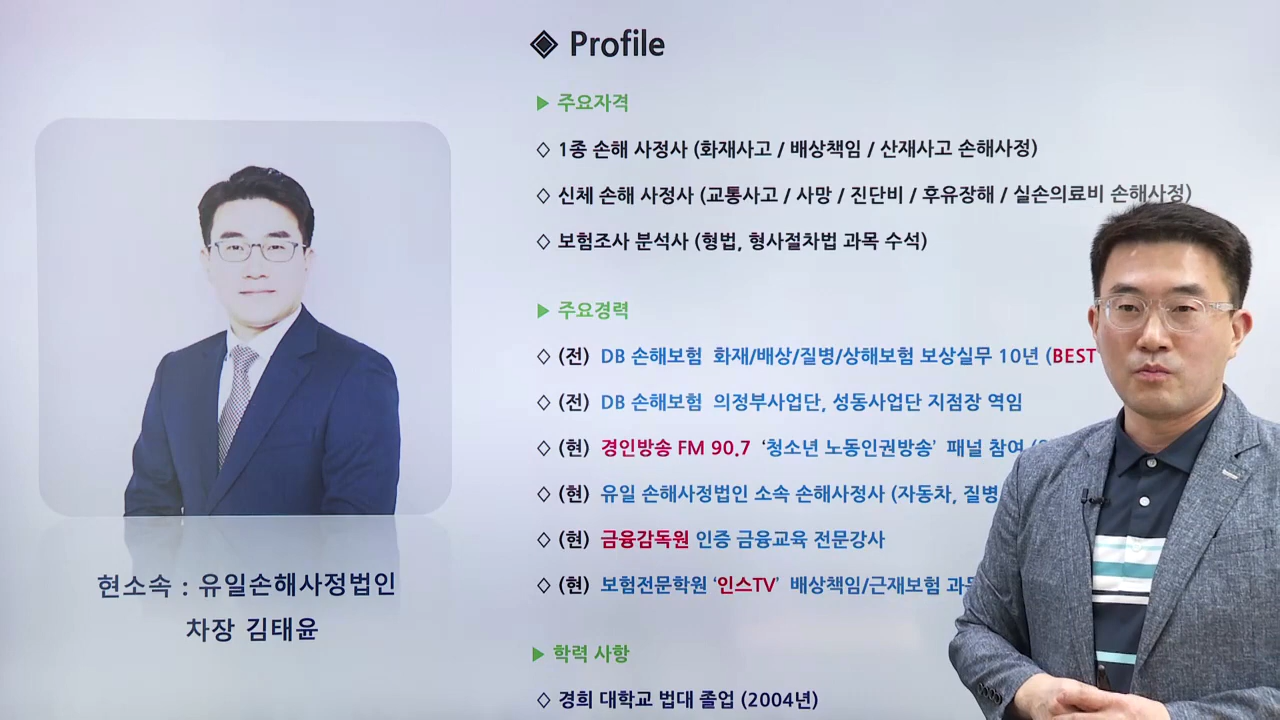 ◈ Profile
▶ 주요자격
◇ 1종 손해 사정사 (화재사고 / 배상책임 / 산재사고 손해사정)
◇ 신체 손해 사정사 (교통사고 / 사망 / 진단비 / 후유장해 / 실손의료비 손해사정)
◇ 보험조사 분석사 (형법, 형사절차법 과목 수석)
▶ 주요경력
◇ (전) DB 손해보험 화재/배상/질병/상해보험 보상실무 10년 (BEST
◇ (전) DB 손해보험 의정부사업단, 성동사업단 지점장 역임
◇ (현) 경인방송 FM 90.7 ‘청소년 노동인권방송’ 패널 참여
◇ (현) 유일 손해사정법인 소속 손해사정사 (자동차, 질병
◇ (현) 금융감독원 인증 금융교육 전문강사
◇ (현) 보험전문학원 ‘인스TV’ 배상책임/근재보험
▶ 학력 사항
◇ 경희 대학교 법대 졸업 (2004년)
현소속 : 유일손해사정법인
차장 김태윤